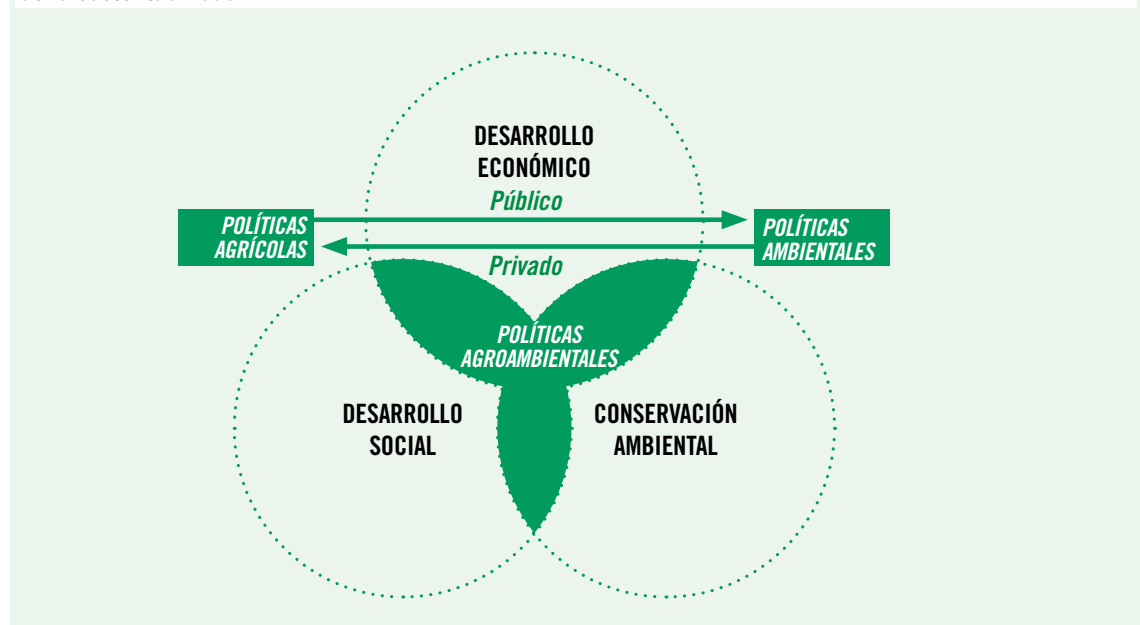 DESARROLLO
ECONÓMICO
Público
POLÍTICAS
AGRÍCOLAS
POLÍTICAS
AMBIENTALES
Privado
POLÍTICAS
AGROAMBIENTALES
DESARROLLO
SOCIAL
CONSERVACIÓN
AMBIENTAL